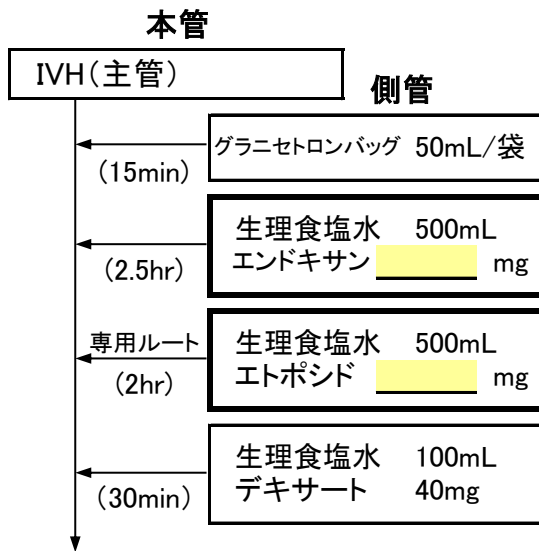 本管
IVH(主管)
側管
グラニセトロンバッグ 50mL/袋
(15min)
生理食塩水 500mL
エンドキサン mg
(2.5hr)
専用ルート
生理食塩水 500mL
エトポシド mg
(2hr)
生理食塩水 100mL
デキサート 40mg
(30min)